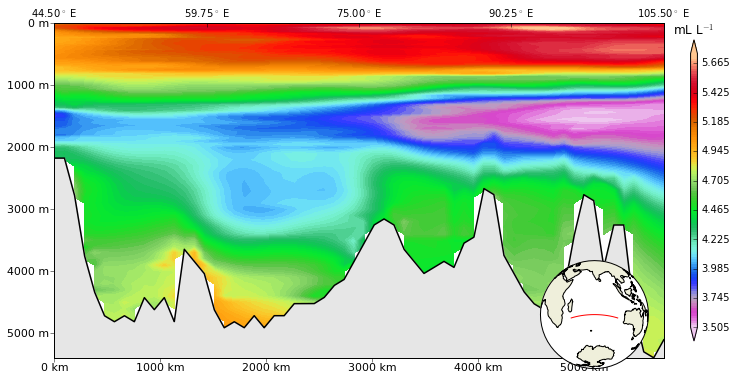 44.50° E 59.75° E 75.00° E 90.25° E 105.50° E
mL L⁻¹
0 m
1000 m
2000 m
3000 m
4000 m
5000 m
0 km 1000 km 2000 km 3000 km 4000 km 5000 km
5.665
5.425
5.185
4.945
4.705
4.465
4.225
3.985
3.745
3.505